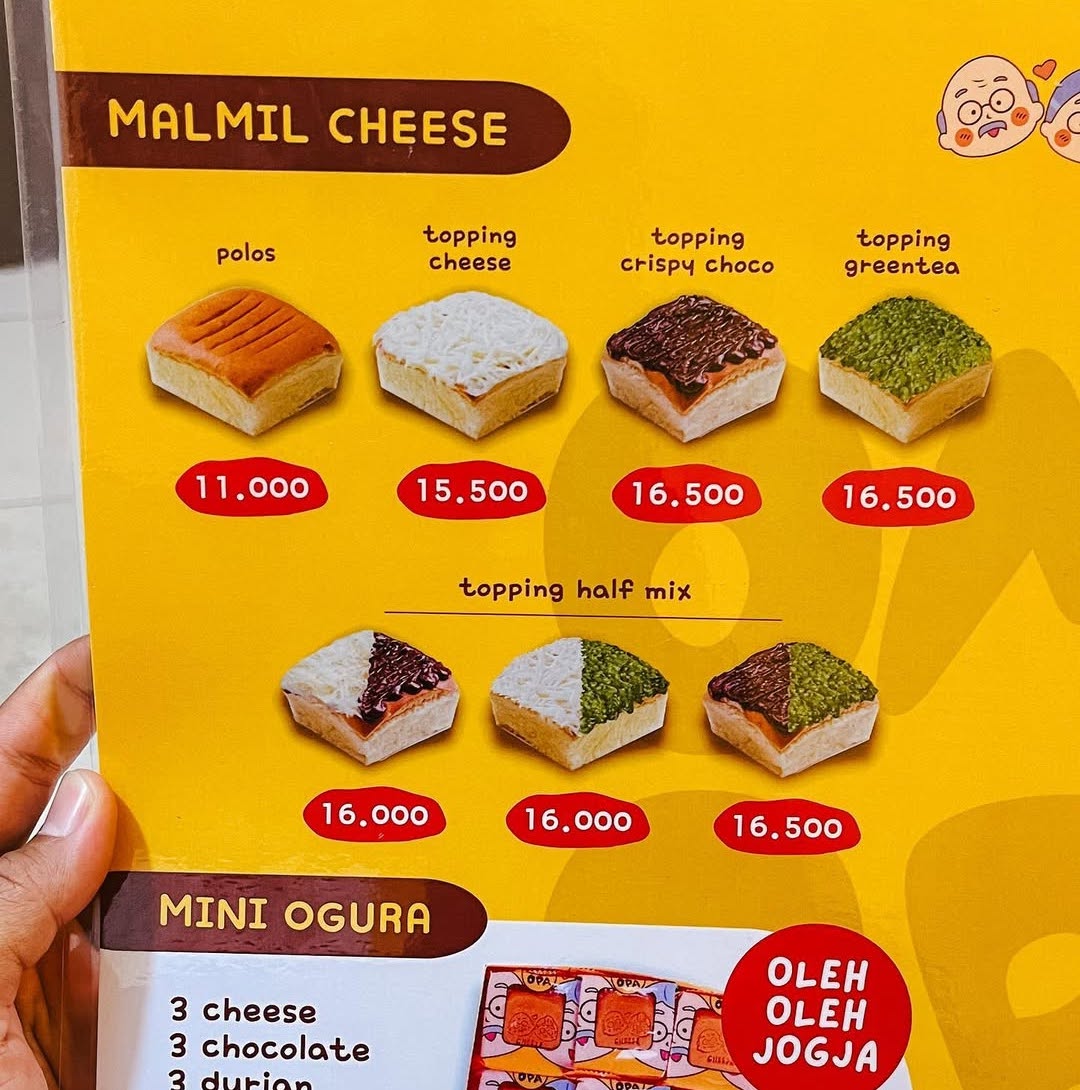 MALMIL CHEESE
polos
topping
cheese
topping
crispy choco
topping
greentea
11.000
15.500
16.500
16.500
topping half mix
16.000
16.000
16.500
MINI OGURA
3 cheese
3 chocolate
3 durian
OLEH
OLEH
JOGJA
OPA
OPA
CHEESE
OPA
OPA